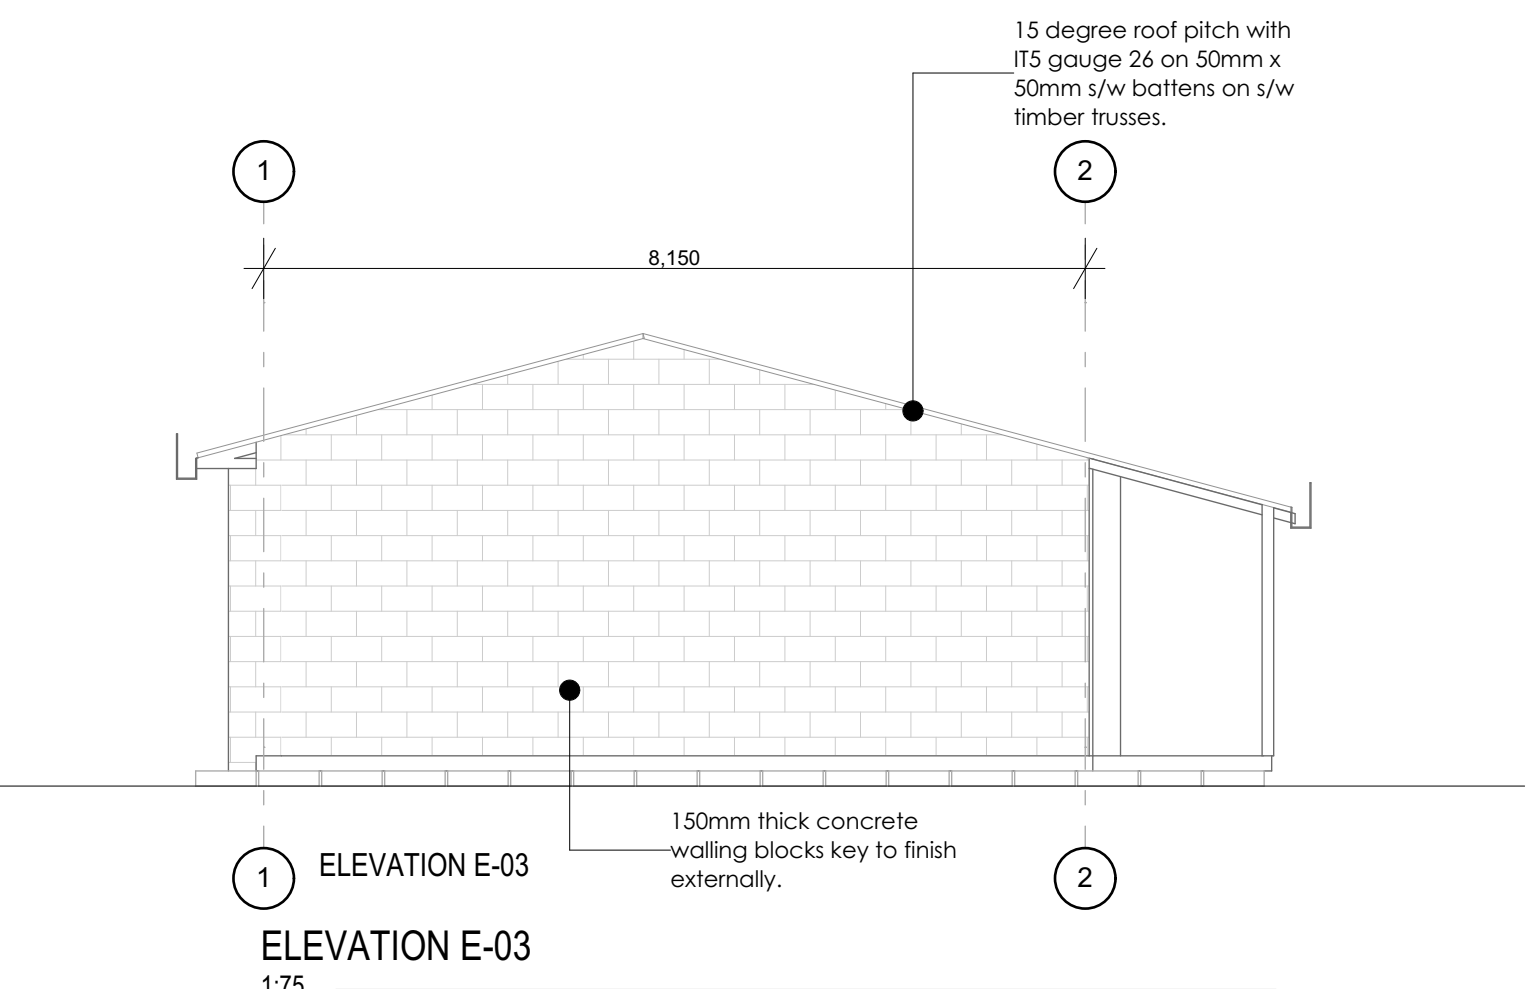 15 degree roof pitch with
IT5 gauge 26 on 50mm x
50mm s/w battens on s/w
timber trusses.
1
2
8,150
150mm thick concrete
walling blocks key to finish
externally.
1
ELEVATION E-03
2
ELEVATION E-03
1:75